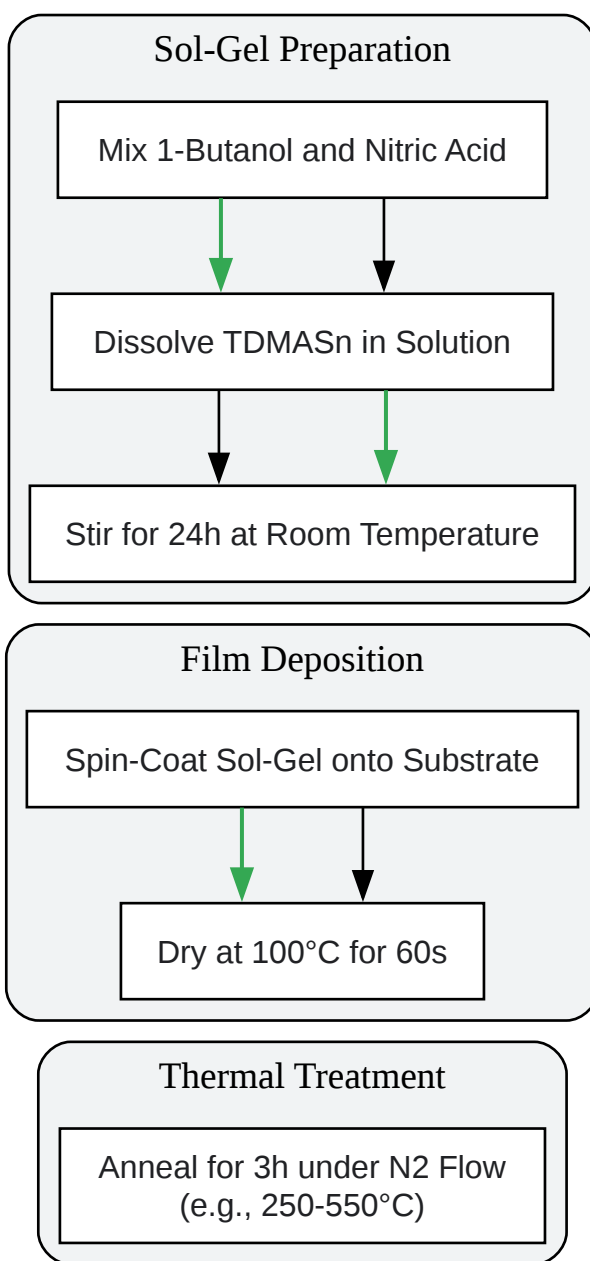 Sol-Gel Preparation
Mix 1-Butanol and Nitric Acid
Dissolve TDMASn in Solution
Stir for 24h at Room Temperature
Film Deposition
Spin-Coat Sol-Gel onto Substrate
Dry at 100°C for 60s
Thermal Treatment
Anneal for 3h under N2 Flow
(e.g., 250-550°C)